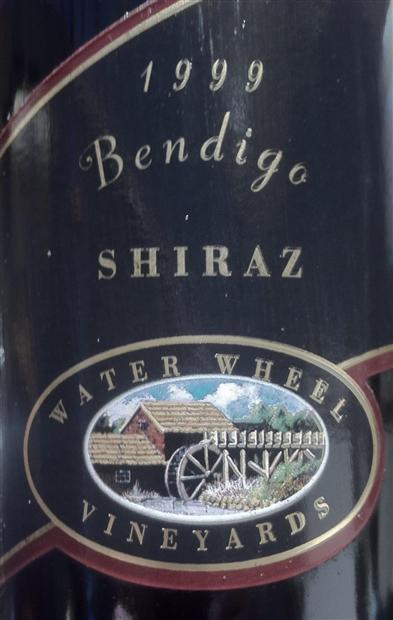 1999
Bendigo
SHIRAZ
WATER WHEEL
VINEYARDS